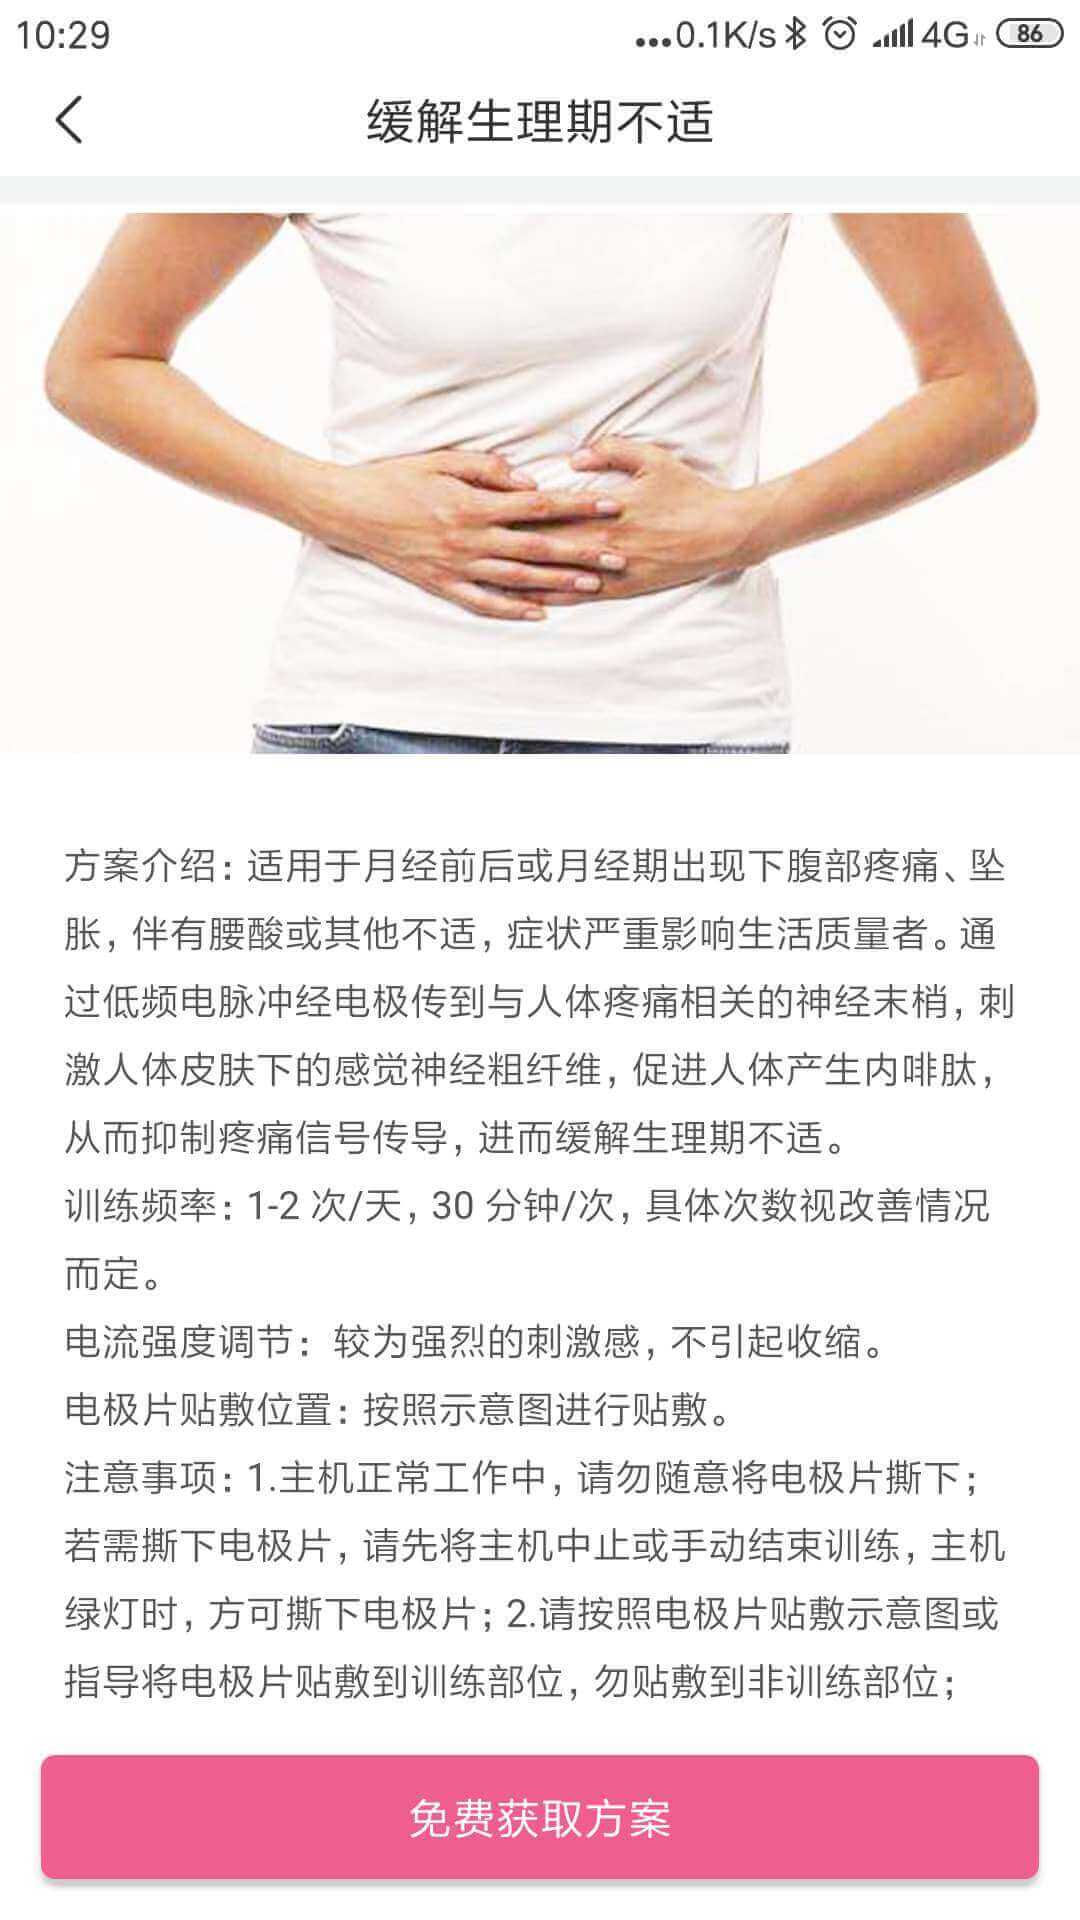 10:29
...0.1K/s 4G 86
缓解生理期不适
方案介绍：适用于月经前后或月经期出现下腹部疼痛、坠
胀，伴有腰酸或其他不适，症状严重影响生活质量者。通
过低频电脉冲经电极传到与人体疼痛相关的神经末梢，刺
激人体皮肤下的感觉神经粗纤维，促进人体产生内啡肽，
从而抑制疼痛信号传导，进而缓解生理期不适。
训练频率：1-2 次/天，30 分钟/次，具体次数视改善情况
而定。
电流强度调节：较为强烈的刺激感，不引起收缩。
电极片贴敷位置：按照示意图进行贴敷。
注意事项：1.主机正常工作中，请勿随意将电极片撕下；
若需撕下电极片，请先将主机中止或手动结束训练，主机
绿灯时，方可撕下电极片；2.请按照电极片贴敷示意图或
指导将电极片贴敷到训练部位，勿贴敷到非训练部位；
免费获取方案